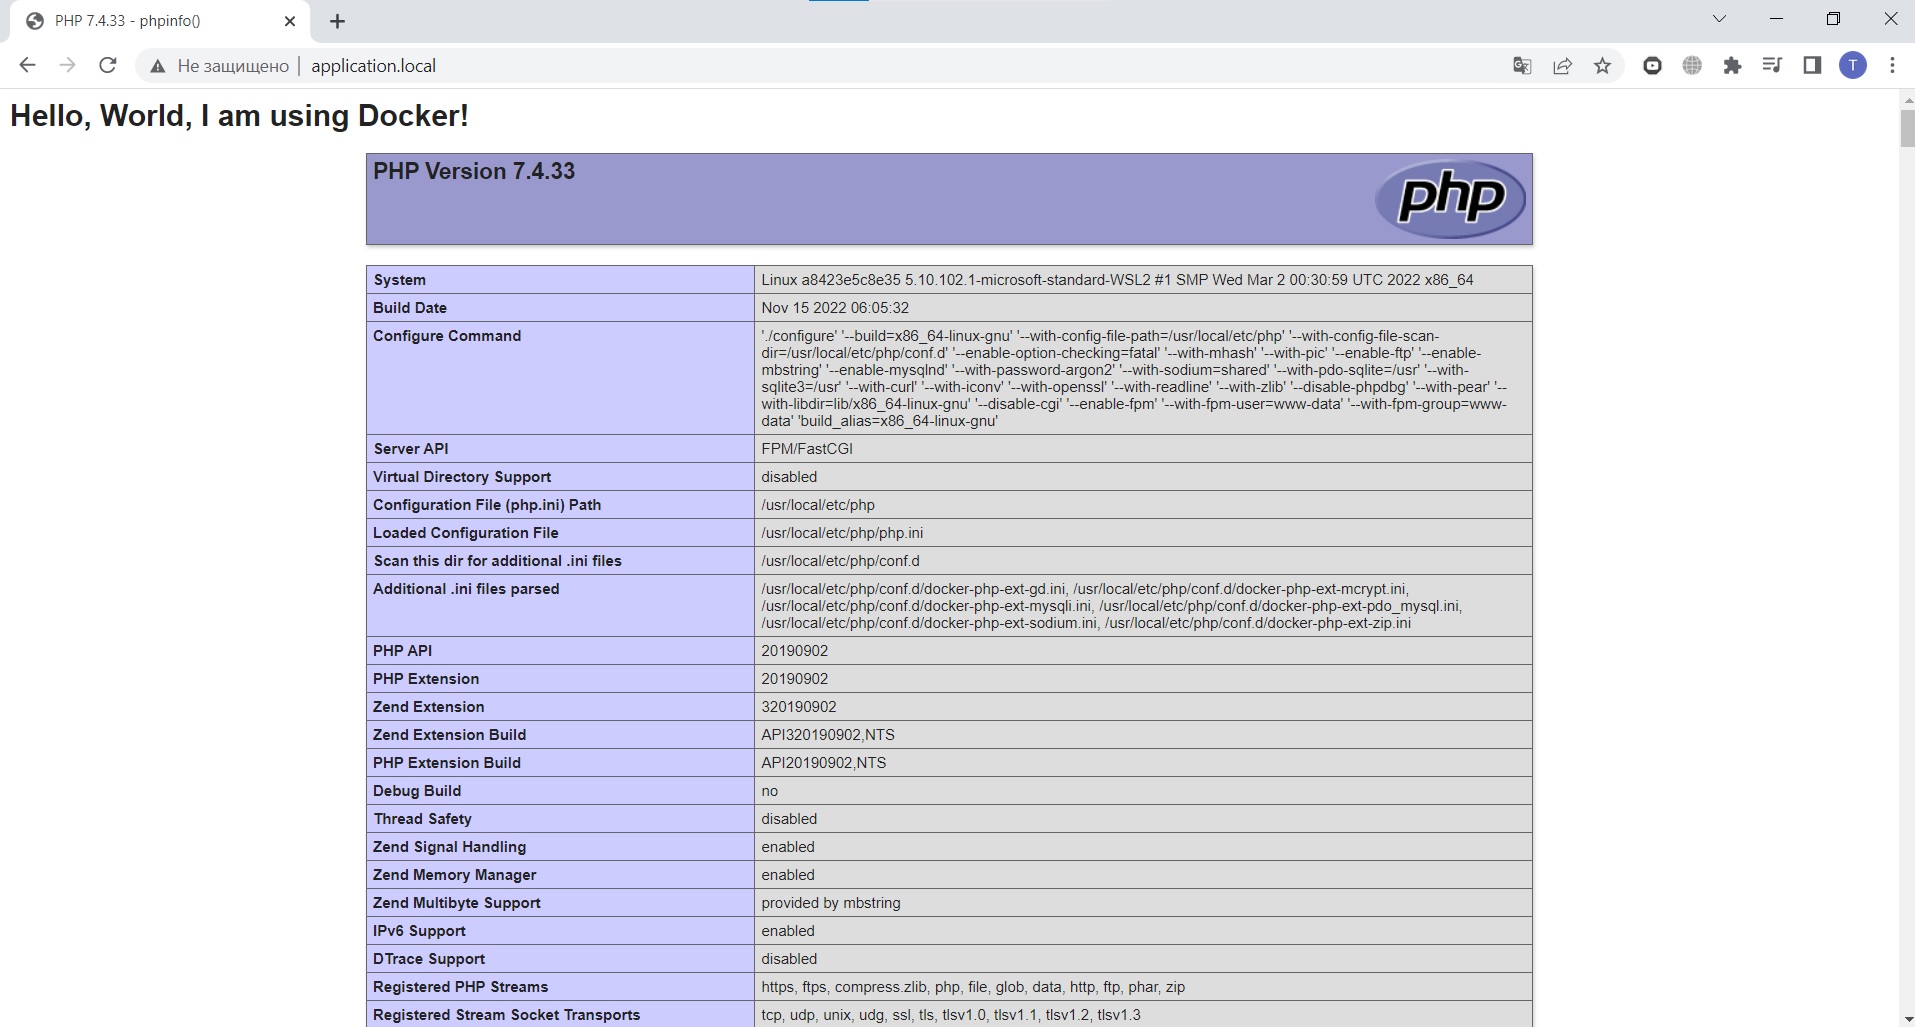 PHP 7.4.33 - phpinfo()
Не защищено | application.local
T
Hello, World, I am using Docker!
PHP Version 7.4.33
php
System Linux a8423e5c8e35 5.10.102.1-microsoft-standard-WSL2 #1 SMP Wed Mar 2 00:30:59 UTC 2022 x86_64
Build Date Nov 15 2022 06:05:32
Configure Command './configure' '--build=x86_64-linux-gnu' '--with-config-file-path=/usr/local/etc/php' '--with-config-file-scan-
dir=/usr/local/etc/php/conf.d' '--enable-option-checking=fatal' '--with-mhash' '--with-pic' '--enable-ftp' '--enable-
mbstring' '--enable-mysqlnd' '--with-password-argon2' '--with-sodium=shared' '--with-pdo-sqlite=/usr' '--with-
sqlite3=/usr' '--with-curl' '--with-iconv' '--with-openssl' '--with-readline' '--with-zlib' '--disable-phpdbg' '--with-pear' '--
with-libdir=lib/x86_64-linux-gnu' '--disable-cgi' '--enable-fpm' '--with-fpm-user=www-data' '--with-fpm-group=www-
data' 'build_alias=x86_64-linux-gnu'
Server API FPM/FastCGI
Virtual Directory Support disabled
Configuration File (php.ini) Path /usr/local/etc/php
Loaded Configuration File /usr/local/etc/php/php.ini
Scan this dir for additional .ini files /usr/local/etc/php/conf.d
Additional .ini files parsed /usr/local/etc/php/conf.d/docker-php-ext-gd.ini, /usr/local/etc/php/conf.d/docker-php-ext-mcrypt.ini,
/usr/local/etc/php/conf.d/docker-php-ext-mysqli.ini, /usr/local/etc/php/conf.d/docker-php-ext-pdo_mysql.ini,
/usr/local/etc/php/conf.d/docker-php-ext-sodium.ini, /usr/local/etc/php/conf.d/docker-php-ext-zip.ini
PHP API 20190902
PHP Extension 20190902
Zend Extension 320190902
Zend Extension Build API320190902,NTS
PHP Extension Build API20190902,NTS
Debug Build no
Thread Safety disabled
Zend Signal Handling enabled
Zend Memory Manager enabled
Zend Multibyte Support provided by mbstring
IPv6 Support enabled
DTrace Support disabled
Registered PHP Streams https, ftps, compress.zlib, php, file, glob, data, http, ftp, phar, zip
Registered Stream Socket Transports tcp, udp, unix, udg, ssl, tls, tlsv1.0, tlsv1.1, tlsv1.2, tlsv1.3